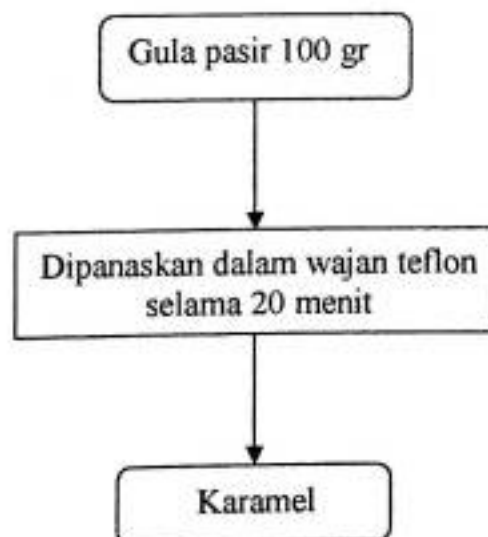 Gula pasir 100 gr
Dipanaskan dalam wajan teflon
selama 20 menit
Karamel